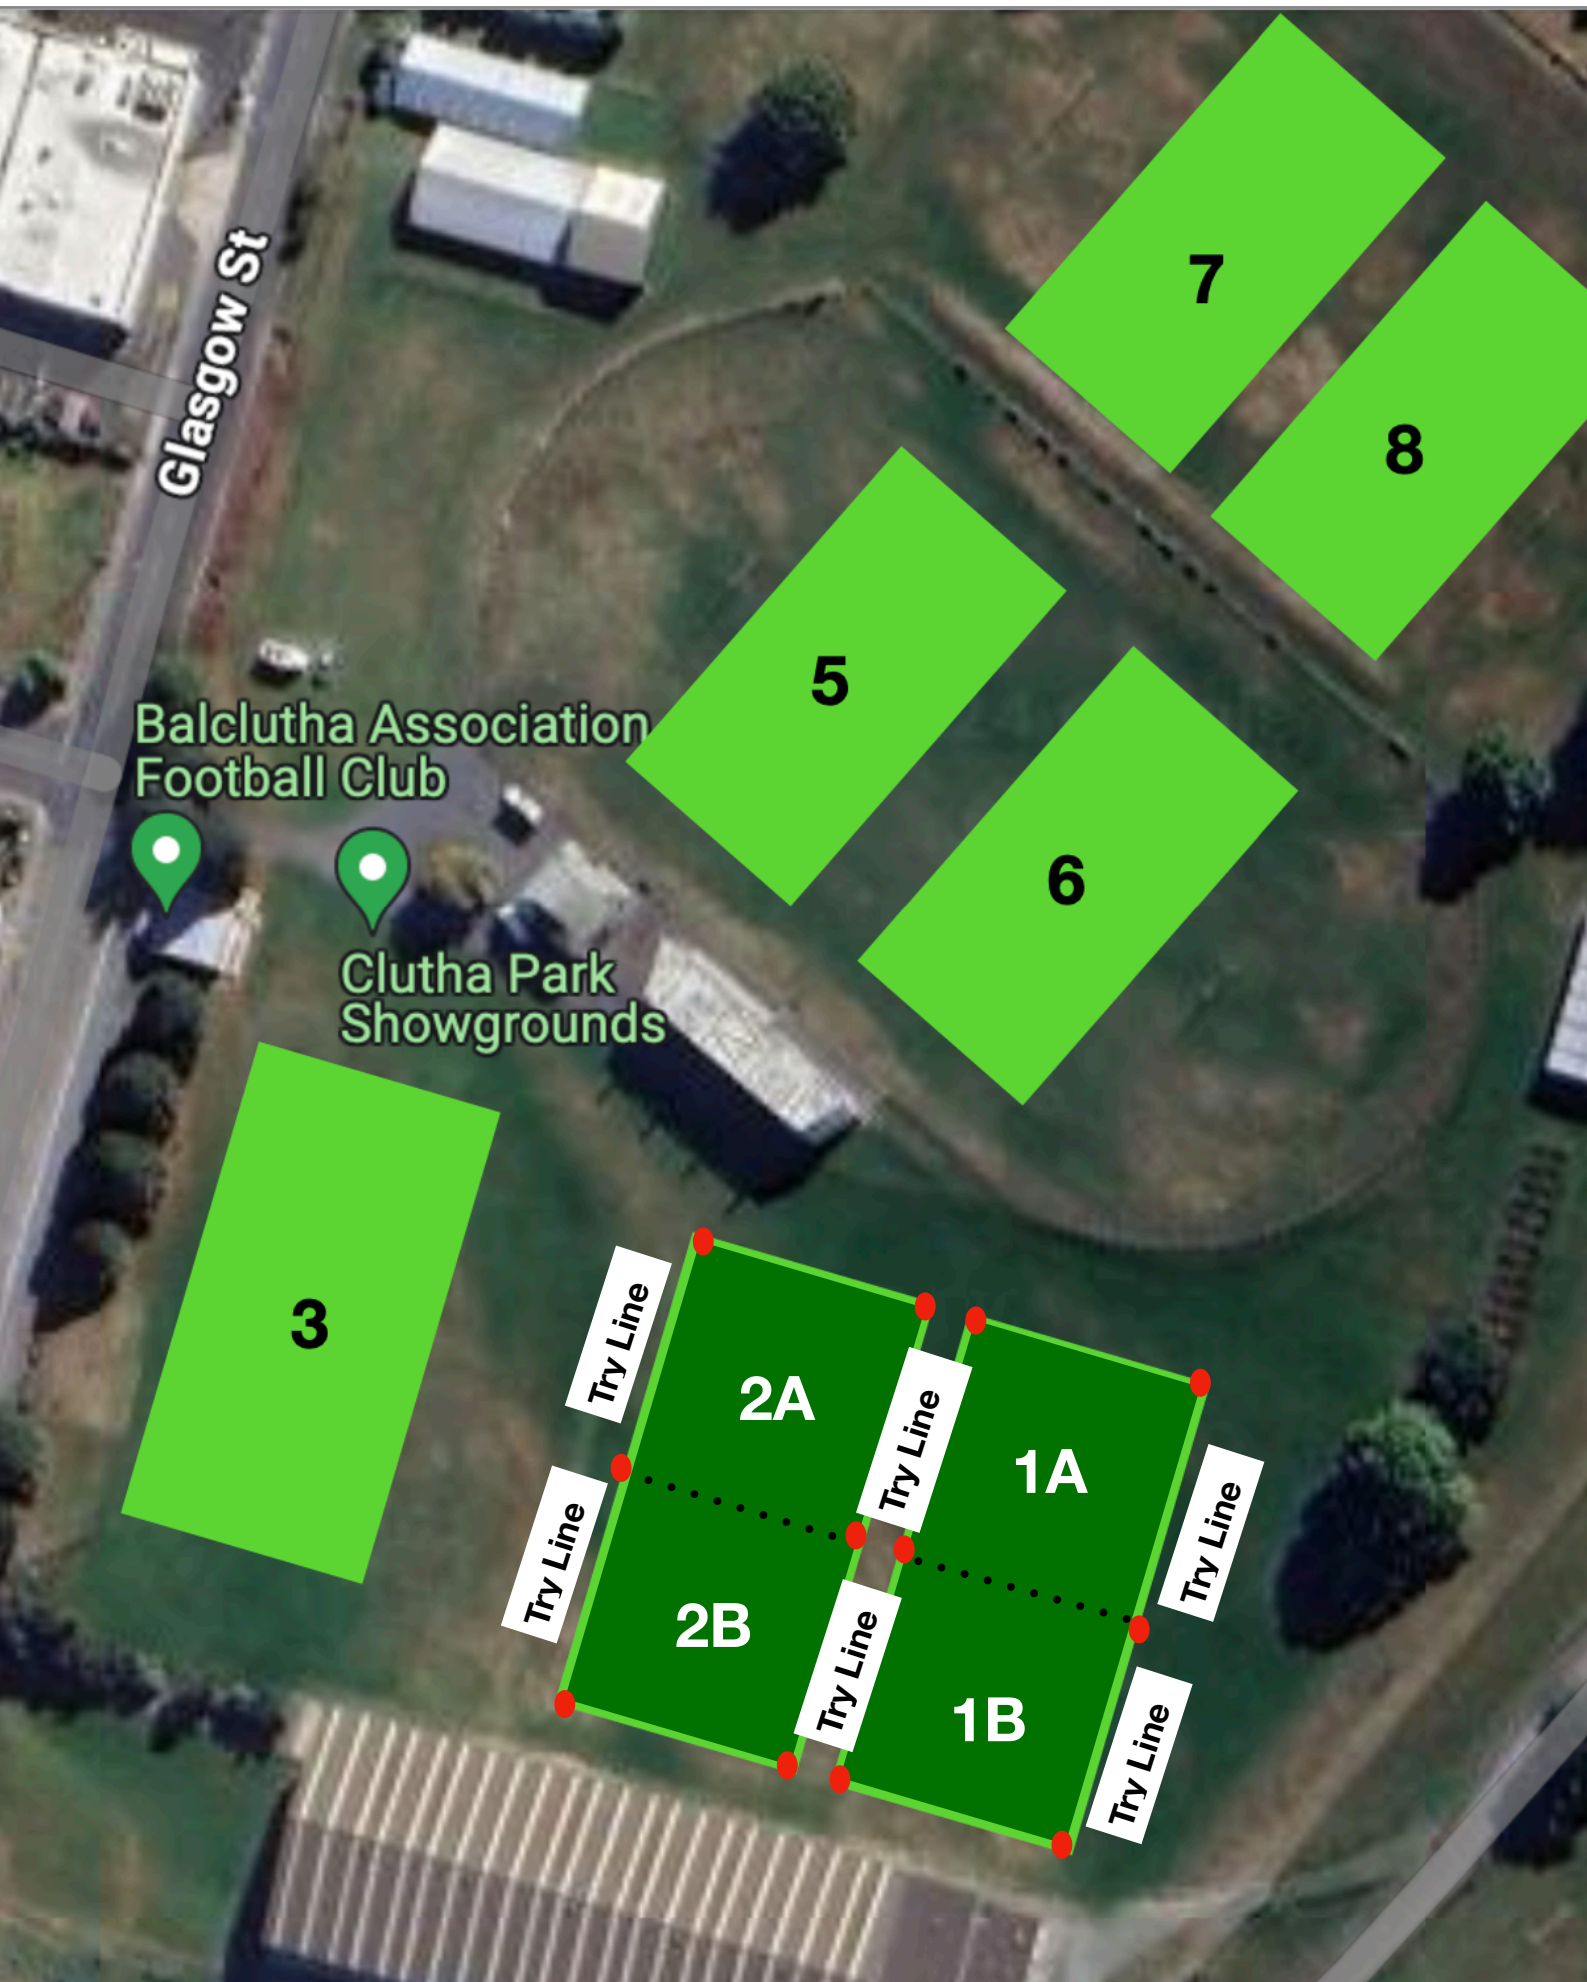 7
8
Glasgow St
5
6
Balclutha Association
Football Club
Clutha Park
Showgrounds
3
Try Line
2A
Try Line
1A
Try Line
Try Line
2B
Try Line
1B
Try Line